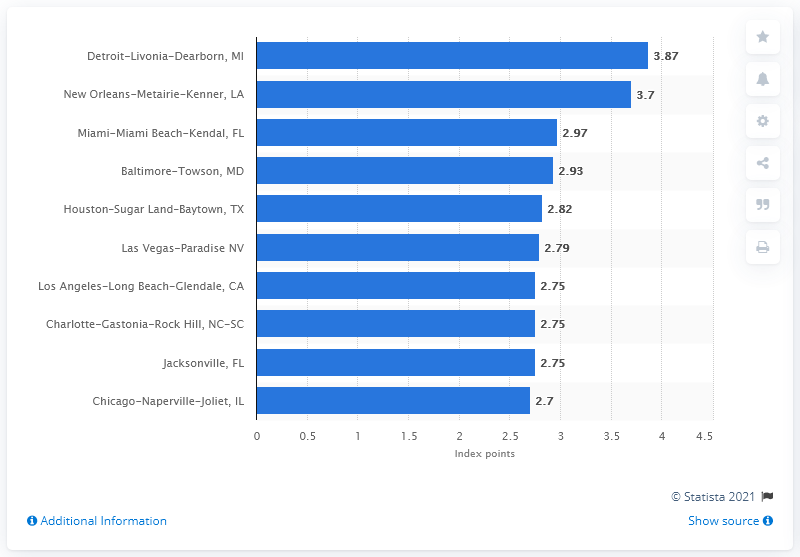 Detroit-Livonia-Dearborn, MI 3.87
New Orleans-Metairie-Kenner, LA 3.7
Miami-Miami Beach-Kendal, FL 2.97
Baltimore-Towson, MD 2.93
Houston-Sugar Land-Baytown, TX 2.82
Las Vegas-Paradise NV 2.79
Los Angeles-Long Beach-Glendale, CA 2.75
Charlotte-Gastonia-Rock Hill, NC-SC 2.75
Jacksonville, FL 2.75
Chicago-Naperville-Joliet, IL 2.7
0 0.5 1 1.5 2 2.5 3 3.5 4 4.5
Index points
© Statista 2021
Additional Information Show source